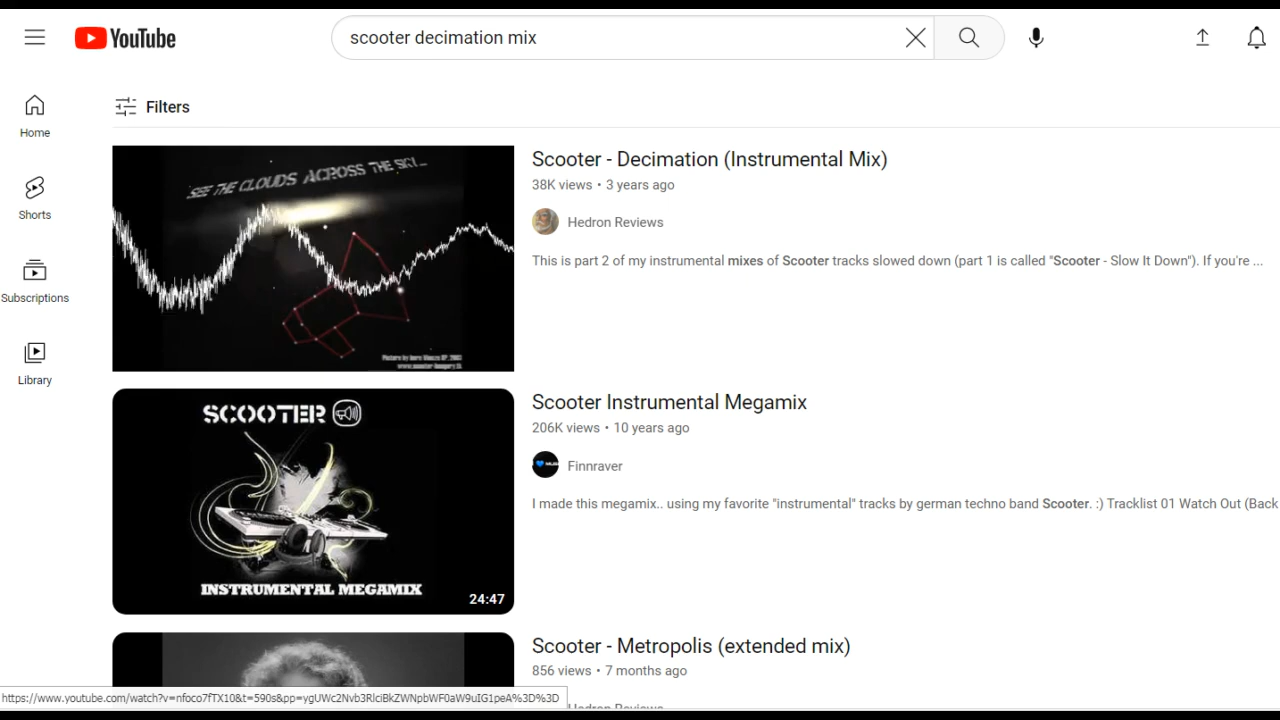 YouTube
scooter decimation mix
Filters
Home
Shorts
Subscriptions
Library
SEE THE CLOUDS ACROSS THE SKY...
Scooter - Decimation (Instrumental Mix)
38K views • 3 years ago
Hedron Reviews
This is part 2 of my instrumental mixes of Scooter tracks slowed down (part 1 is called "Scooter - Slow It Down"). If you're ...
SCOOTER
INSTRUMENTAL MEGAMIX
24:47
Scooter Instrumental Megamix
206K views • 10 years ago
Finnraver
I made this megamix.. using my favorite "instrumental" tracks by german techno band Scooter. :) Tracklist 01 Watch Out (Back
Scooter - Metropolis (extended mix)
856 views • 7 months ago
Hedron Reviews
https://www.youtube.com/watch?v=nfoco7fTX10&t=590s&pp=ygUWc2Nvb3RlciBkZWNpbWF0aW9uIG1peA%3D%3D